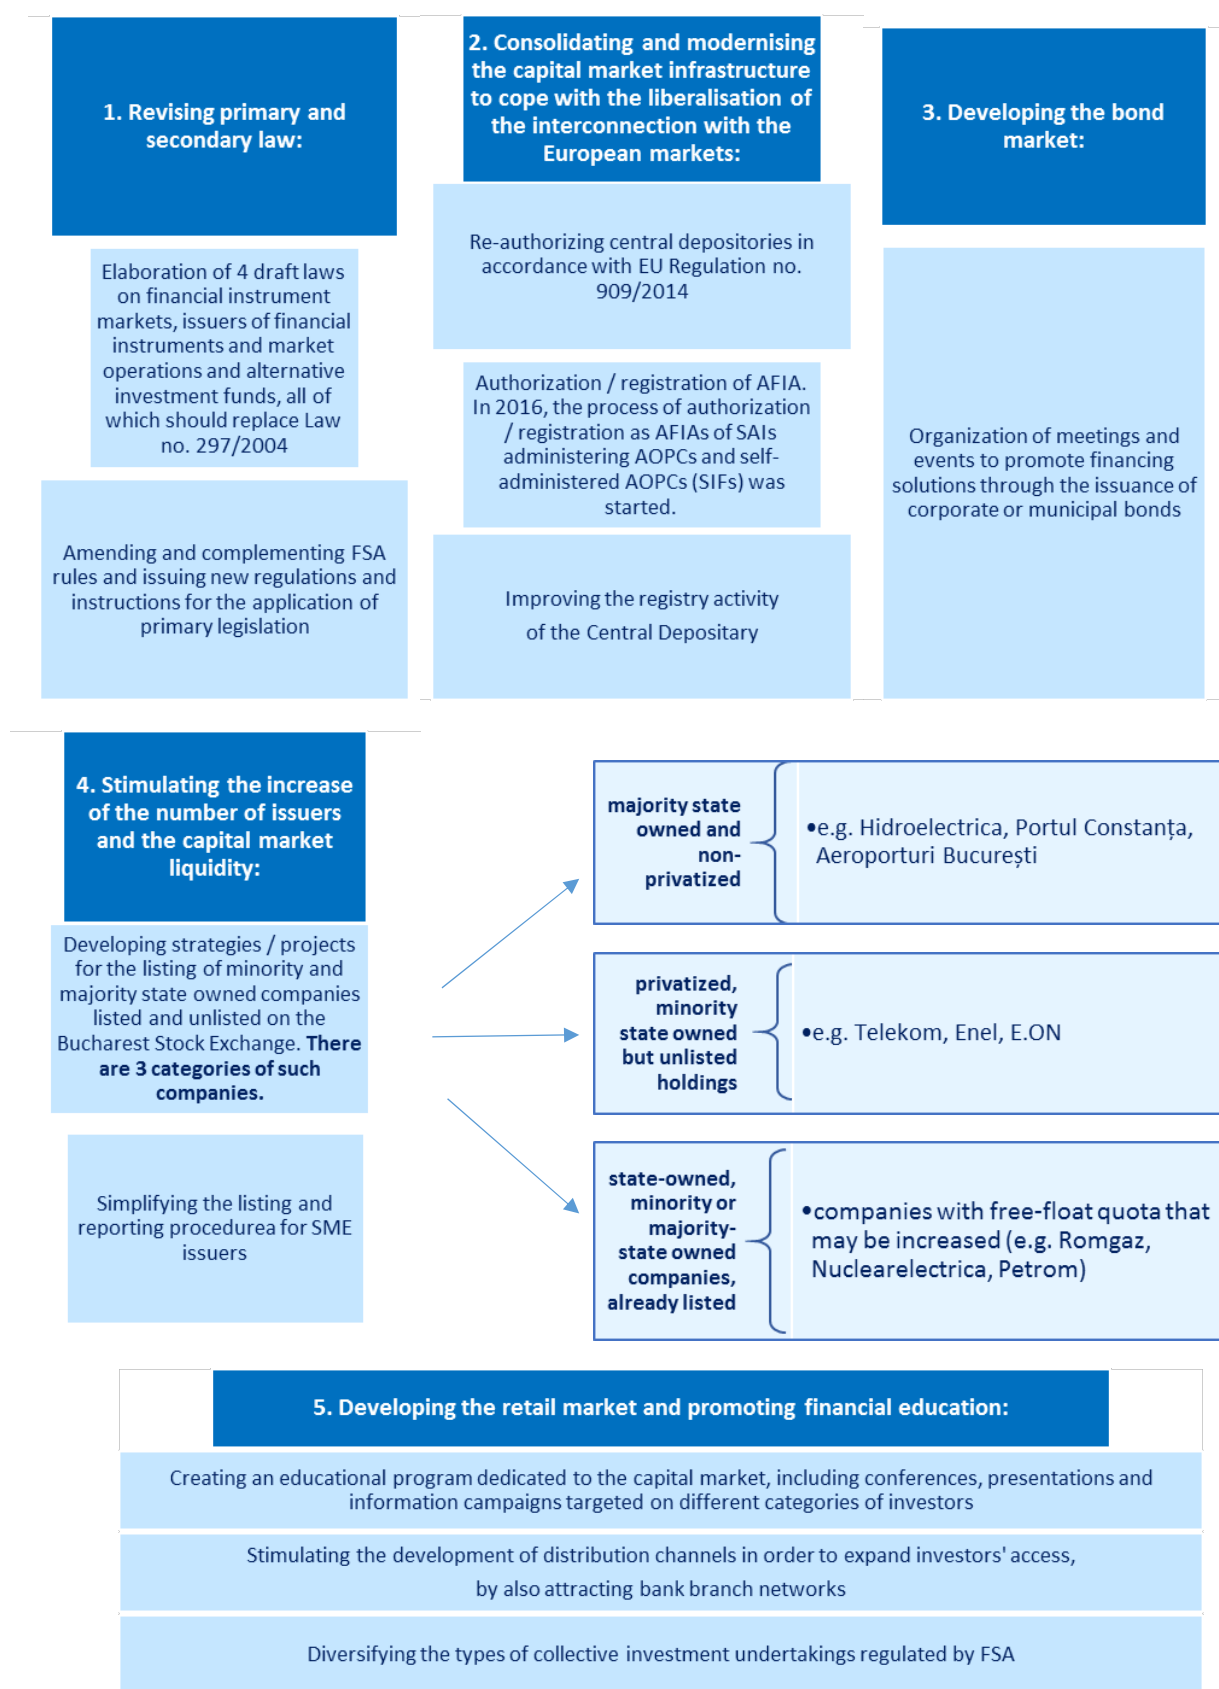 1. Revising primary and
secondary law:
Elaboration of 4 draft laws
on financial instrument
markets, issuers of financial
instruments and market
operations and alternative
investment funds, all of
which should replace Law
no. 297/2004
Amending and complementing FSA
rules and issuing new regulations and
instructions for the application of
primary legislation
2. Consolidating and modernising
the capital market infrastructure
to cope with the liberalisation of
the interconnection with the
European markets:
Re-authorizing central depositories in
accordance with EU Regulation no.
909/2014
Authorization / registration of AFIA.
In 2016, the process of authorization
/ registration as AFIAs of SAIs
administering AOPCs and self-
administered AOPCs (SIFs) was
started.
Improving the registry activity
of the Central Depositary
3. Developing the bond
market:
Organization of meetings and
events to promote financing
solutions through the issuance of
corporate or municipal bonds
4. Stimulating the increase
of the number of issuers
and the capital market
liquidity:
Developing strategies / projects
for the listing of minority and
majority state owned companies
listed and unlisted on the
Bucharest Stock Exchange. There
are 3 categories of such
companies.
Simplifying the listing and
reporting procedurea for SME
issuers
majority state
owned and
non-
privatized
•e.g. Hidroelectrica, Portul Constanța,
Aeroporturi București
privatized,
minority
state owned
but unlisted
holdings
•e.g. Telekom, Enel, E.ON
state-owned,
minority or
majority-
state owned
companies,
already listed
•companies with free-float quota that
may be increased (e.g. Romgaz,
Nuclearelectrica, Petrom)
5. Developing the retail market and promoting financial education:
Creating an educational program dedicated to the capital market, including conferences, presentations and
information campaigns targeted on different categories of investors
Stimulating the development of distribution channels in order to expand investors' access,
by also attracting bank branch networks
Diversifying the types of collective investment undertakings regulated by FSA